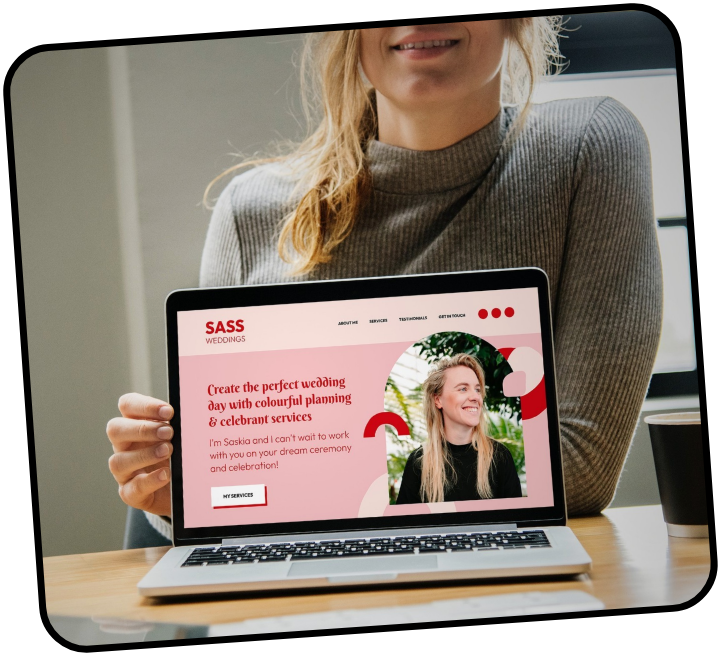 SASS
WEDDINGS
ABOUT ME SERVICES TESTIMONIALS GET IN TOUCH
Create the perfect wedding
day with colourful planning
& celebrant services
I'm Saskia and I can't wait to work
with you on your dream ceremony
and celebration!
MY SERVICES